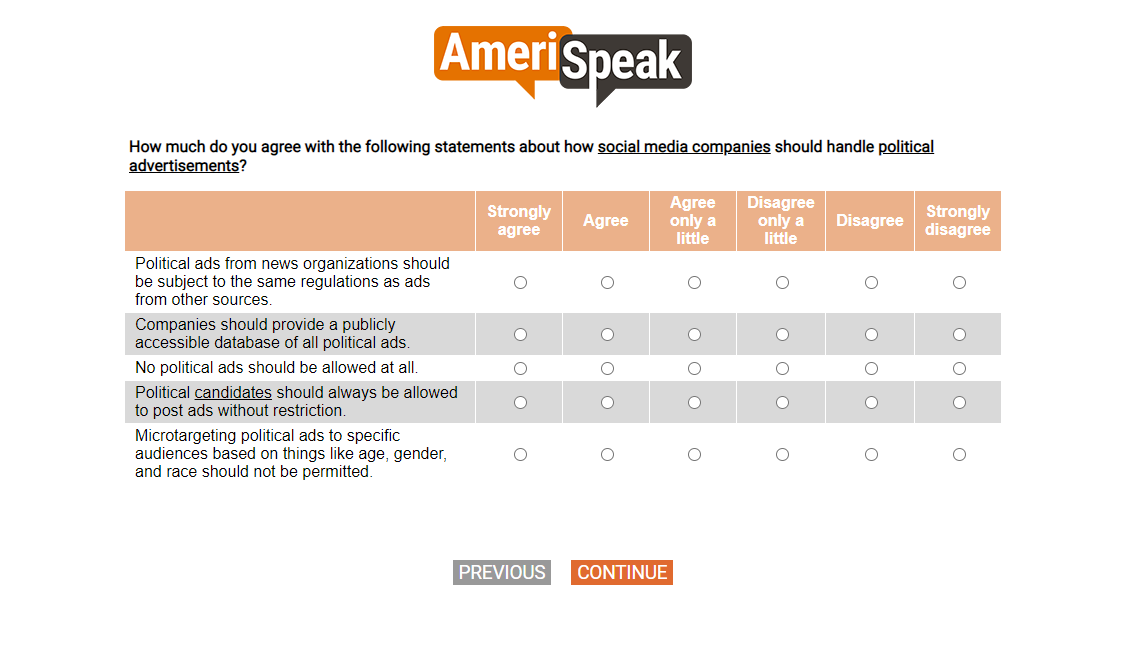 Ameri
Speak
How much do you agree with the following statements about how social media companies should handle political
advertisements?
Strongly
agree
Agree
Agree
only a
little
Disagree
only a
little
Disagree
Strongly
disagree
Political ads from news organizations should
be subject to the same regulations as ads
from other sources.
Companies should provide a publicly
accessible database of all political ads.
No political ads should be allowed at all.
Political candidates should always be allowed
to post ads without restriction.
Microtargeting political ads to specific
audiences based on things like age, gender,
and race should not be permitted.
PREVIOUS
CONTINUE